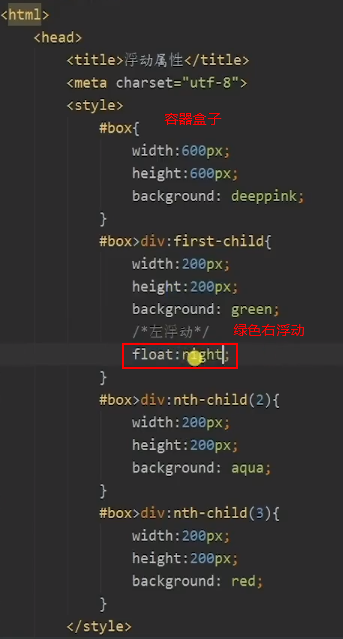 <html>
<head>
<title>浮动属性</title>
<meta charset="utf-8">
<style>
#box{ 容器盒子
width:600px;
height:600px;
background: deeppink;
}
#box>div:first-child{
width:200px;
height:200px;
background: green;
/*左浮动*/ 绿色右浮动
float:right;
}
#box>div:nth-child(2){
width:200px;
height:200px;
background: aqua;
}
#box>div:nth-child(3){
width:200px;
height:200px;
background: red;
}
</style>